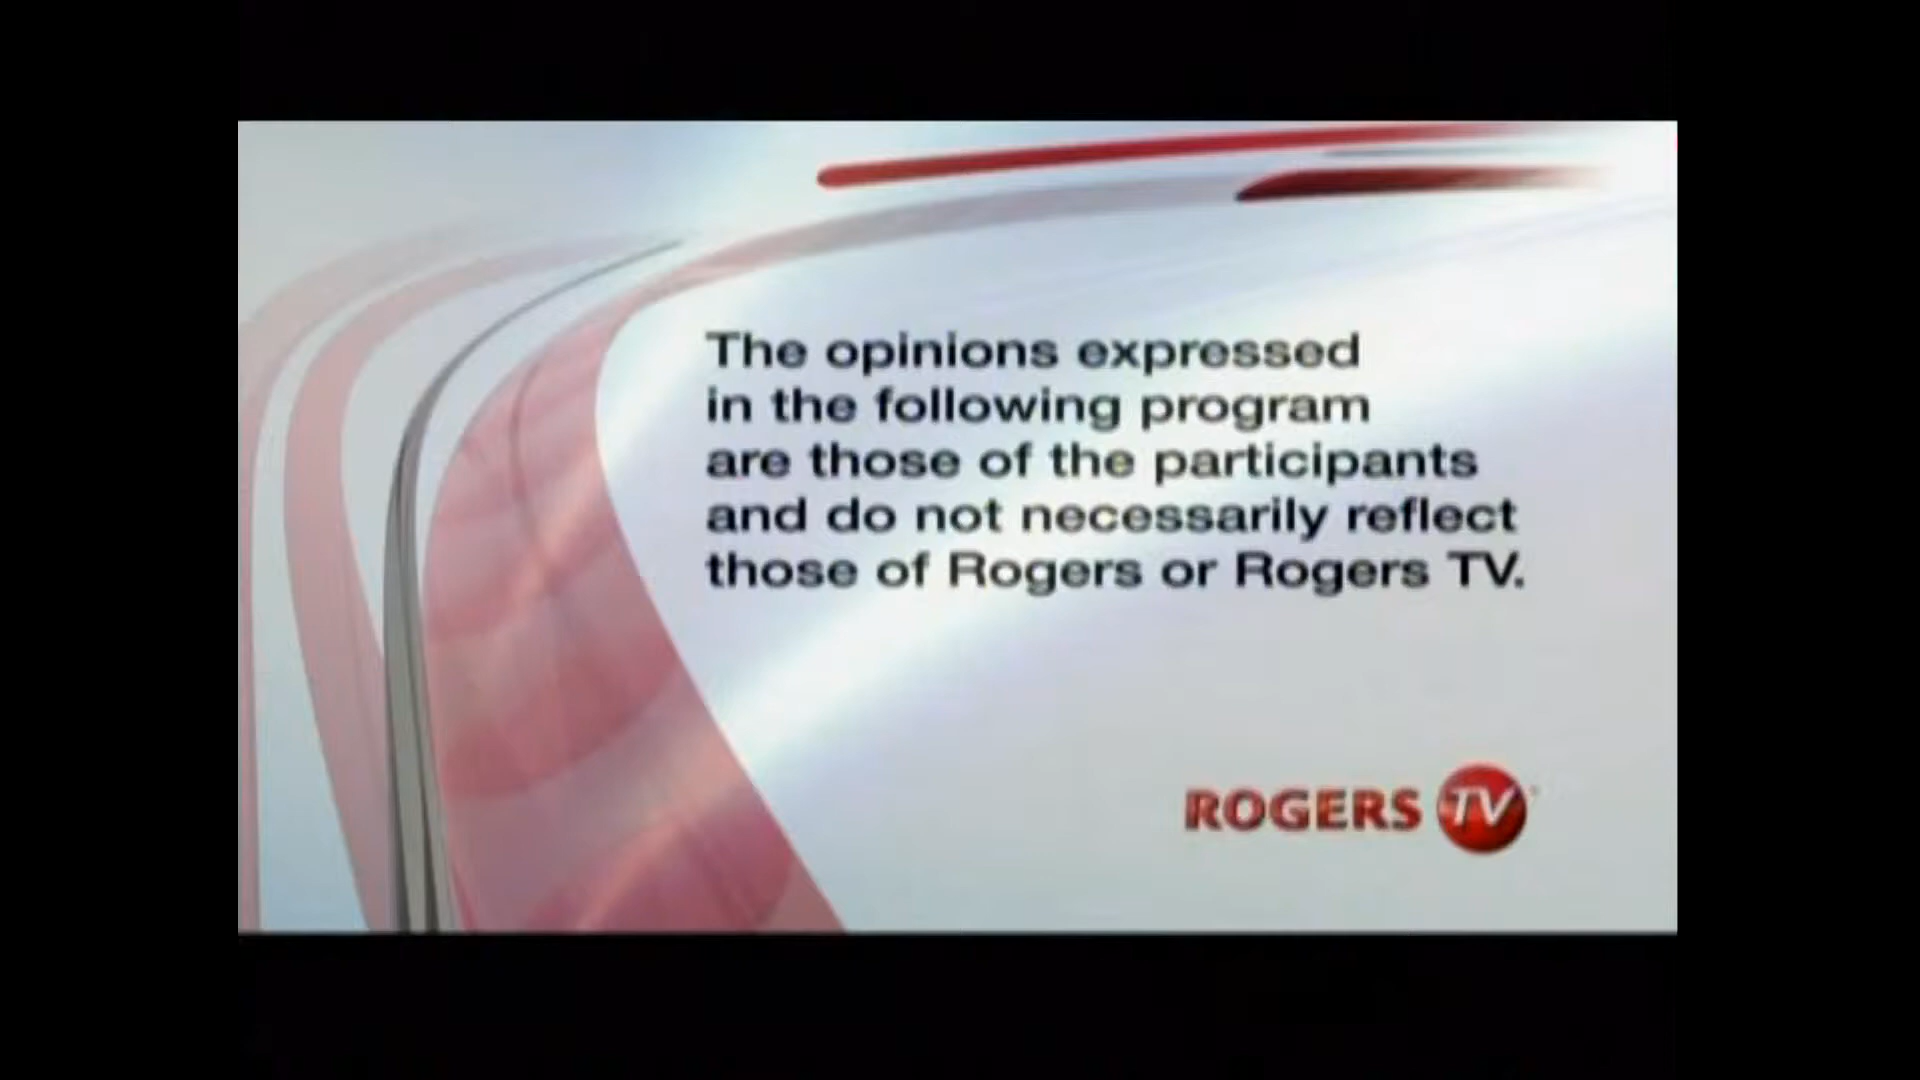 The opinions expressed
in the following program
are those of the participants
and do not necessarily reflect
those of Rogers or Rogers TV.
ROGERS TV